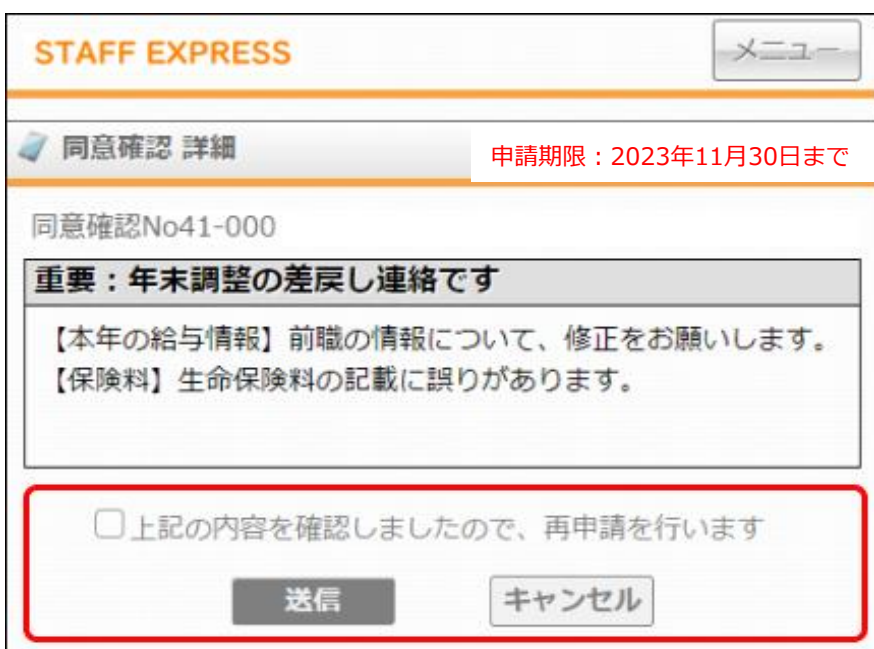 STAFF EXPRESS
メニュー
同意確認 詳細
申請期限：2023年11月30日まで
同意確認No41-000
重要：年末調整の差戻し連絡です
【本年の給与情報】前職の情報について、修正をお願いします。
【保険料】生命保険料の記載に誤りがあります。
上記の内容を確認しましたので、再申請を行います
送信
キャンセル